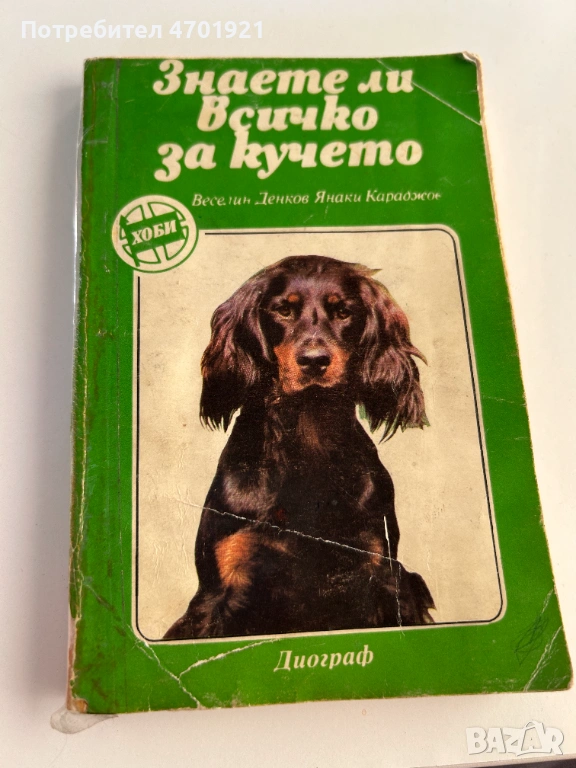 Потребител 4701921
Знаете ли
всичко
за кучето
Веселин Денков Янаки Караджов
ХОБИ
Диограф
BAZAR